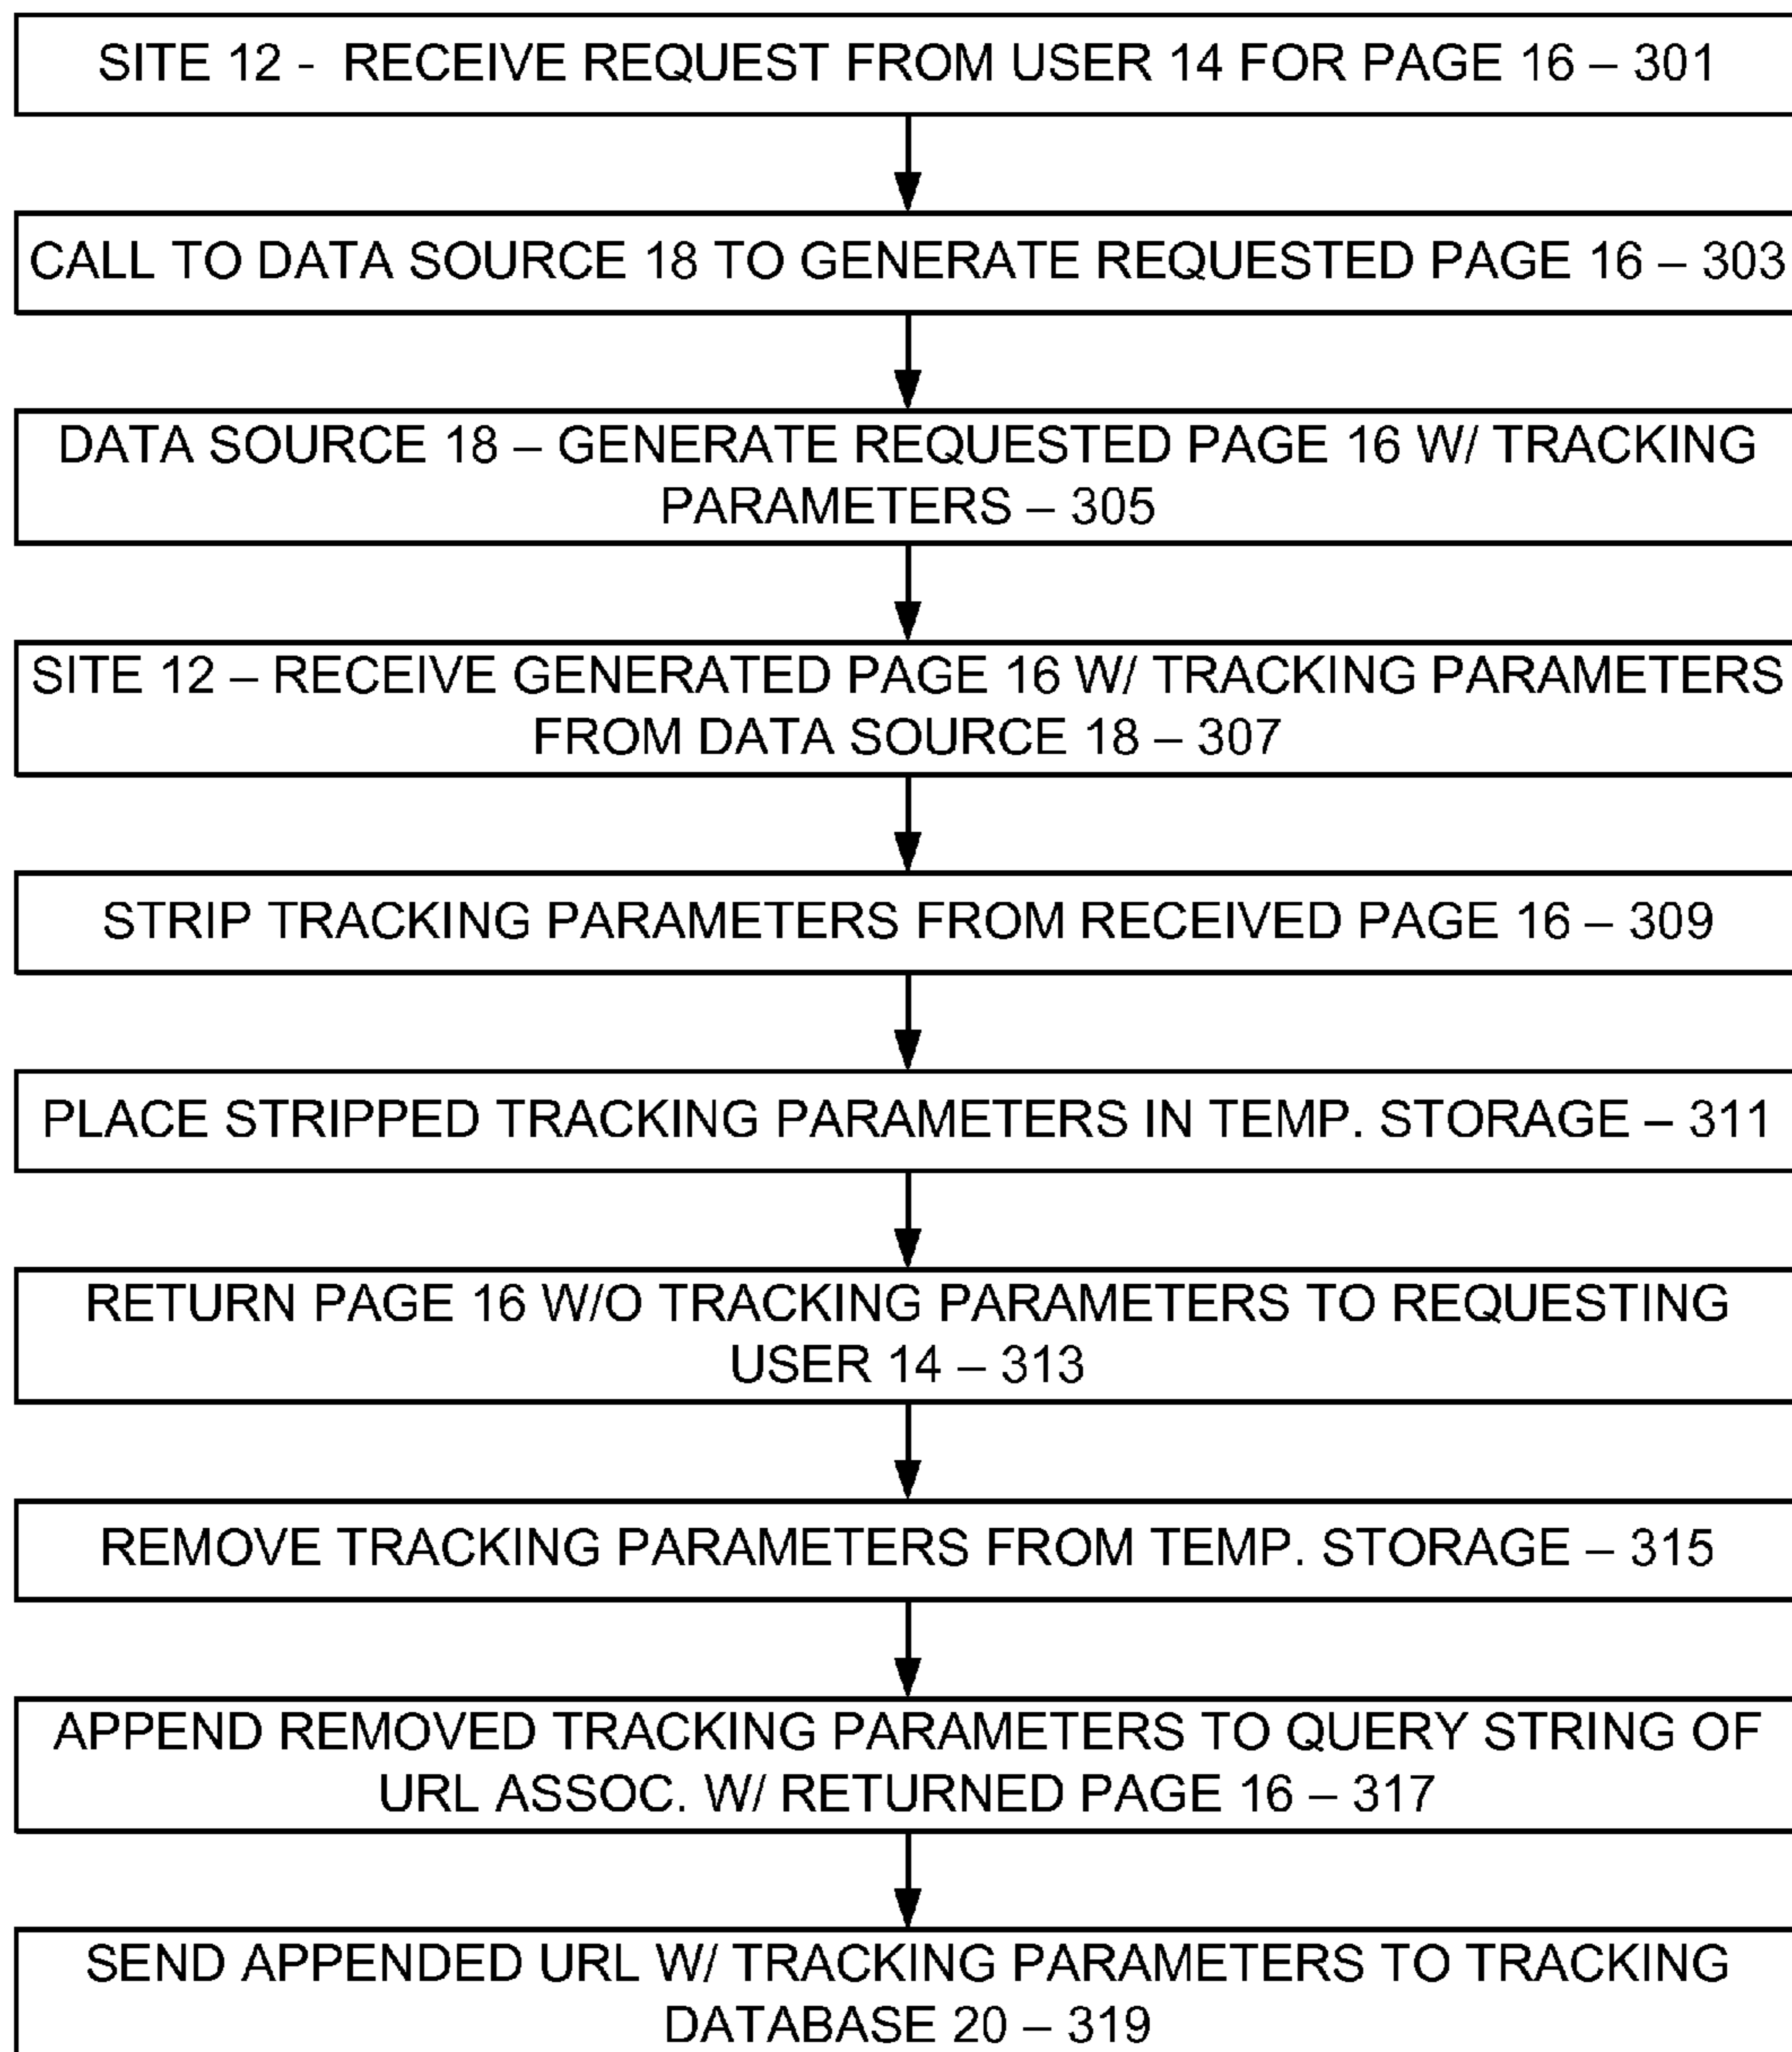 SITE 12 - RECEIVE REQUEST FROM USER 14 FOR PAGE 16 – 301
CALL TO DATA SOURCE 18 TO GENERATE REQUESTED PAGE 16 – 303
DATA SOURCE 18 – GENERATE REQUESTED PAGE 16 W/ TRACKING
PARAMETERS – 305
SITE 12 – RECEIVE GENERATED PAGE 16 W/ TRACKING PARAMETERS
FROM DATA SOURCE 18 – 307
STRIP TRACKING PARAMETERS FROM RECEIVED PAGE 16 – 309
PLACE STRIPPED TRACKING PARAMETERS IN TEMP. STORAGE – 311
RETURN PAGE 16 W/O TRACKING PARAMETERS TO REQUESTING
USER 14 – 313
REMOVE TRACKING PARAMETERS FROM TEMP. STORAGE – 315
APPEND REMOVED TRACKING PARAMETERS TO QUERY STRING OF
URL ASSOC. W/ RETURNED PAGE 16 – 317
SEND APPENDED URL W/ TRACKING PARAMETERS TO TRACKING
DATABASE 20 – 319